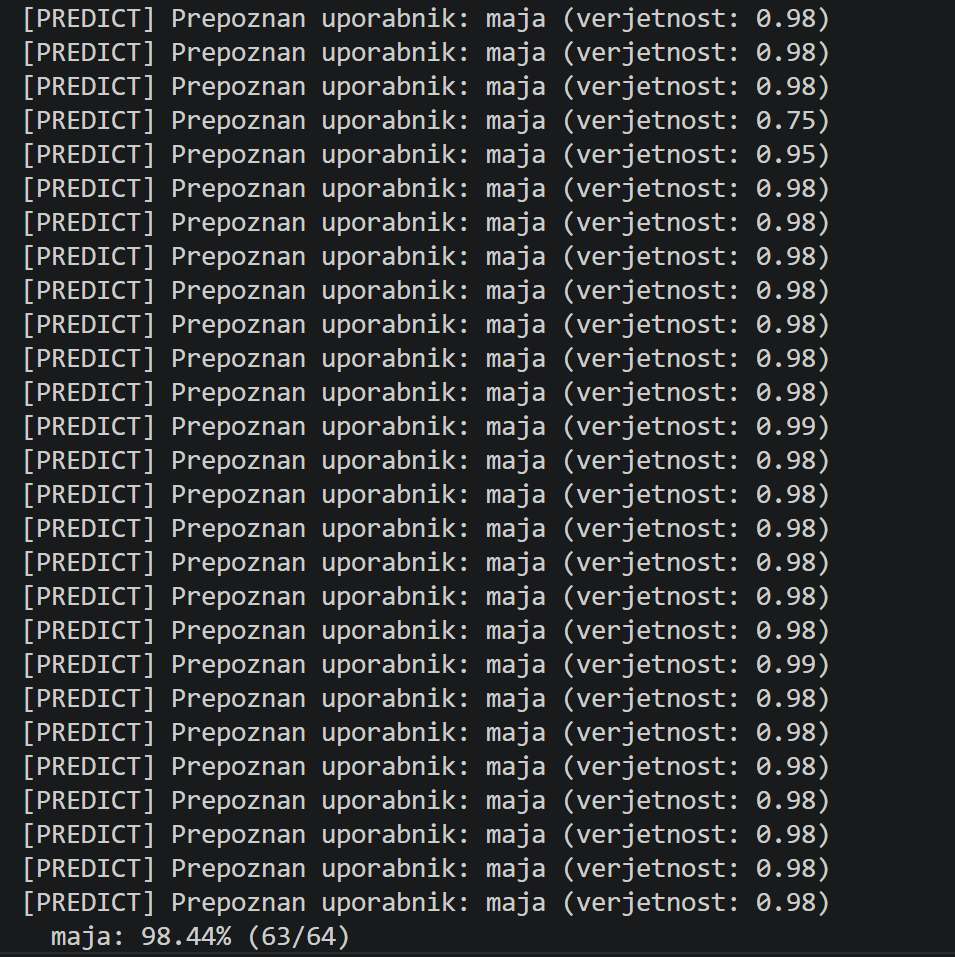 [PREDICT] Prepoznan uporabnik: maja (verjetnost: 0.98)
[PREDICT] Prepoznan uporabnik: maja (verjetnost: 0.98)
[PREDICT] Prepoznan uporabnik: maja (verjetnost: 0.98)
[PREDICT] Prepoznan uporabnik: maja (verjetnost: 0.75)
[PREDICT] Prepoznan uporabnik: maja (verjetnost: 0.95)
[PREDICT] Prepoznan uporabnik: maja (verjetnost: 0.98)
[PREDICT] Prepoznan uporabnik: maja (verjetnost: 0.98)
[PREDICT] Prepoznan uporabnik: maja (verjetnost: 0.98)
[PREDICT] Prepoznan uporabnik: maja (verjetnost: 0.98)
[PREDICT] Prepoznan uporabnik: maja (verjetnost: 0.98)
[PREDICT] Prepoznan uporabnik: maja (verjetnost: 0.98)
[PREDICT] Prepoznan uporabnik: maja (verjetnost: 0.98)
[PREDICT] Prepoznan uporabnik: maja (verjetnost: 0.99)
[PREDICT] Prepoznan uporabnik: maja (verjetnost: 0.98)
[PREDICT] Prepoznan uporabnik: maja (verjetnost: 0.98)
[PREDICT] Prepoznan uporabnik: maja (verjetnost: 0.98)
[PREDICT] Prepoznan uporabnik: maja (verjetnost: 0.98)
[PREDICT] Prepoznan uporabnik: maja (verjetnost: 0.98)
[PREDICT] Prepoznan uporabnik: maja (verjetnost: 0.98)
[PREDICT] Prepoznan uporabnik: maja (verjetnost: 0.99)
[PREDICT] Prepoznan uporabnik: maja (verjetnost: 0.98)
[PREDICT] Prepoznan uporabnik: maja (verjetnost: 0.98)
[PREDICT] Prepoznan uporabnik: maja (verjetnost: 0.98)
[PREDICT] Prepoznan uporabnik: maja (verjetnost: 0.98)
[PREDICT] Prepoznan uporabnik: maja (verjetnost: 0.98)
[PREDICT] Prepoznan uporabnik: maja (verjetnost: 0.98)
[PREDICT] Prepoznan uporabnik: maja (verjetnost: 0.98)
maja: 98.44% (63/64)